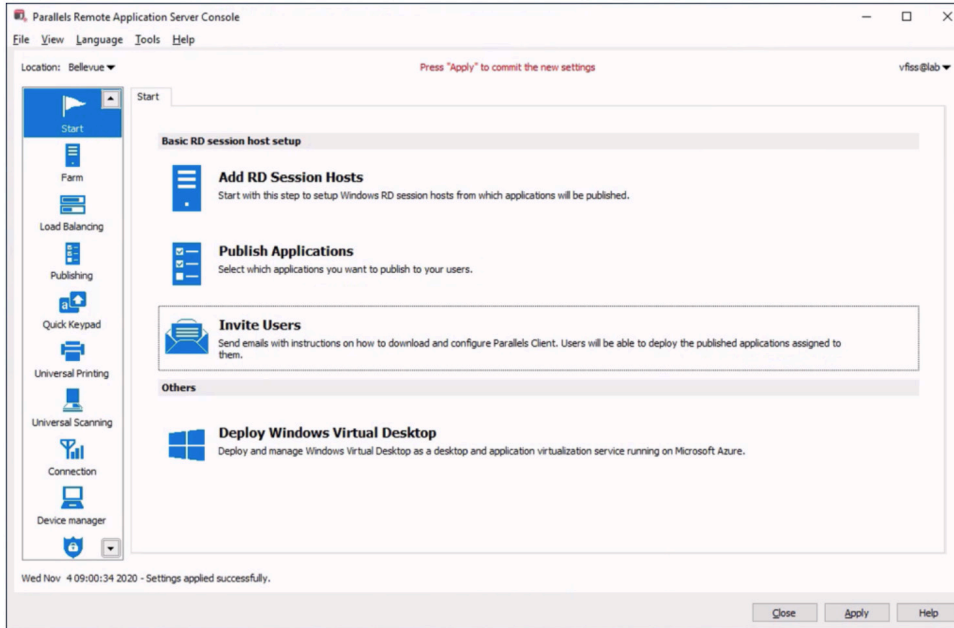 Parallels Remote Application Server Console
File View Language Tools Help
Location: Bellevue
Press "Apply" to commit the new settings
vfiss@lab
Start
Farm
Load Balancing
Publishing
Quick Keypad
Universal Printing
Universal Scanning
Connection
Device manager
Start
Basic RD session host setup
Add RD Session Hosts
Start with this step to setup Windows RD session hosts from which applications will be published.
Publish Applications
Select which applications you want to publish to your users.
Invite Users
Send emails with instructions on how to download and configure Parallels Client. Users will be able to deploy the published applications assigned to
them.
Others
Deploy Windows Virtual Desktop
Deploy and manage Windows Virtual Desktop as a desktop and application virtualization service running on Microsoft Azure.
Wed Nov 4 09:00:34 2020 - Settings applied successfully.
Close Apply Help